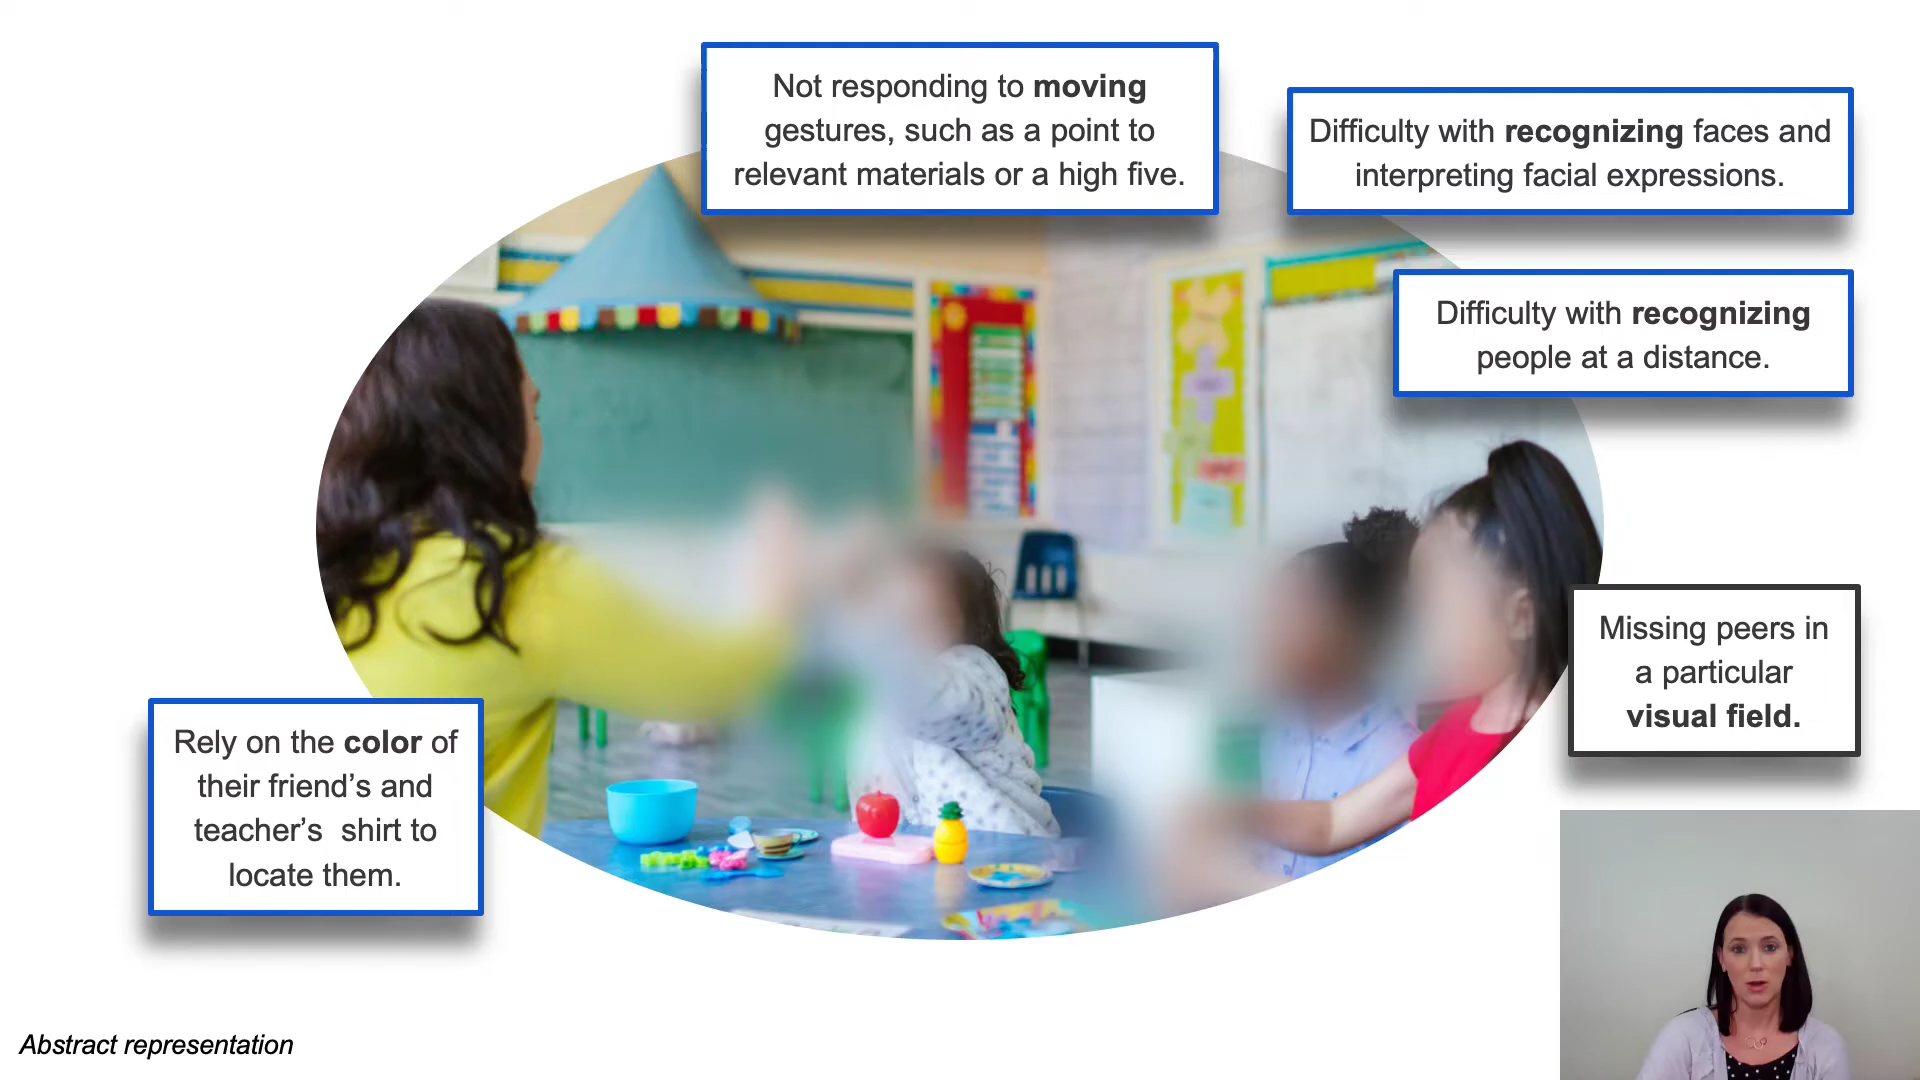 Not responding to moving
gestures, such as a point to
relevant materials or a high five.
Difficulty with recognizing faces and
interpreting facial expressions.
Difficulty with recognizing
people at a distance.
Missing peers in
a particular
visual field.
Rely on the color of
their friend's and
teacher's  shirt to
locate them.
Abstract representation